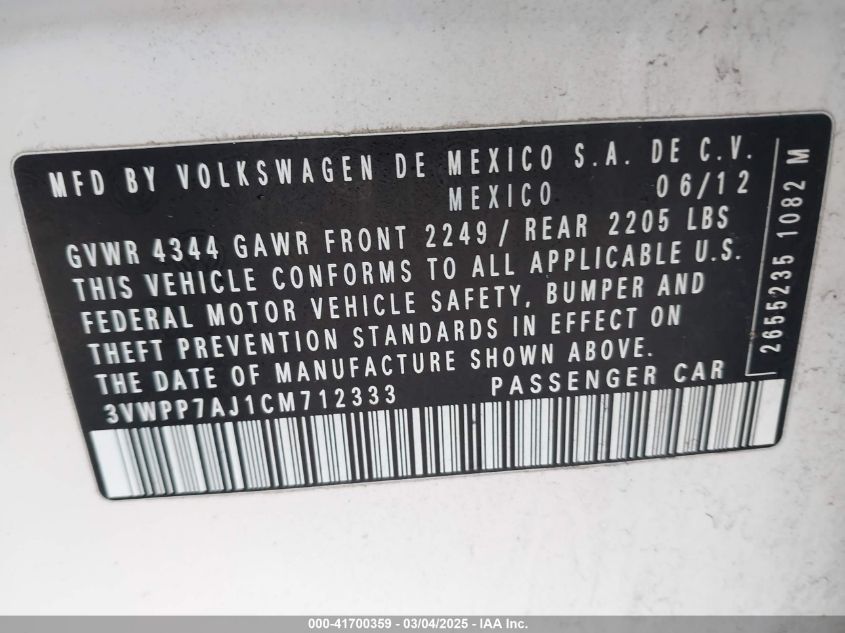 MFD BY VOLKSWAGEN DE MEXICO S.A. DE C.V.
MEXICO 06/12
GVWR 4344 GAWR FRONT 2249/ REAR 2205 LBS
THIS VEHICLE CONFORMS TO ALL APPLICABLE U.S.
FEDERAL MOTOR VEHICLE SAFETY, BUMPER AND
THEFT PREVENTION STANDARDS IN EFFECT ON
THE DATE OF MANUFACTURE SHOWN ABOVE.
3VWPP7AJ1CM712333 PASSENGER CAR
2655235 1082 M
000-41700359 - 03/04/2025 - IAA Inc.